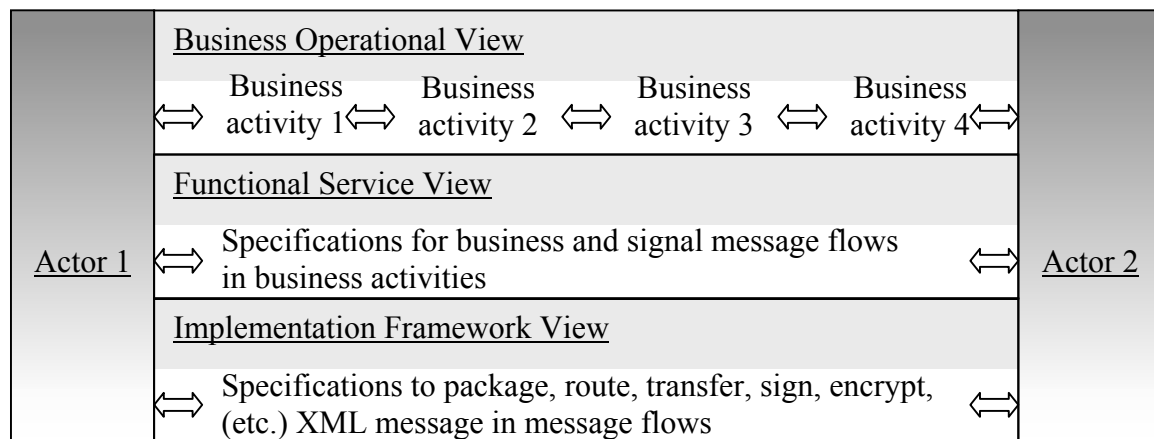 Business Operational View
Business Business Business Business
activity 1 activity 2 activity 3 activity 4
Functional Service View
Specifications for business and signal message flows
in business activities
Actor 1
Actor 2
Implementation Framework View
Specifications to package, route, transfer, sign, encrypt,
(etc.) XML message in message flows